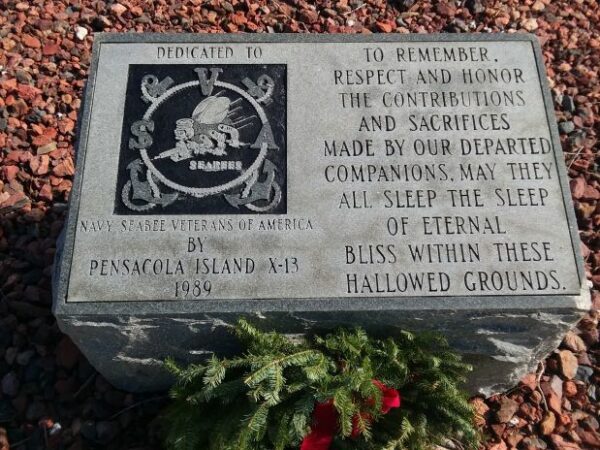 DEDICATED TO
V
S A
SEABEES
NAVY SEABEE VETERANS OF AMERICA
BY
PENSACOLA ISLAND X-13
1989
TO REMEMBER,
RESPECT AND HONOR
THE CONTRIBUTIONS
AND SACRIFICES
MADE BY OUR DEPARTED
COMPANIONS, MAY THEY
ALL SLEEP THE SLEEP
OF ETERNAL
BLISS WITHIN THESE
HALLOWED GROUNDS.